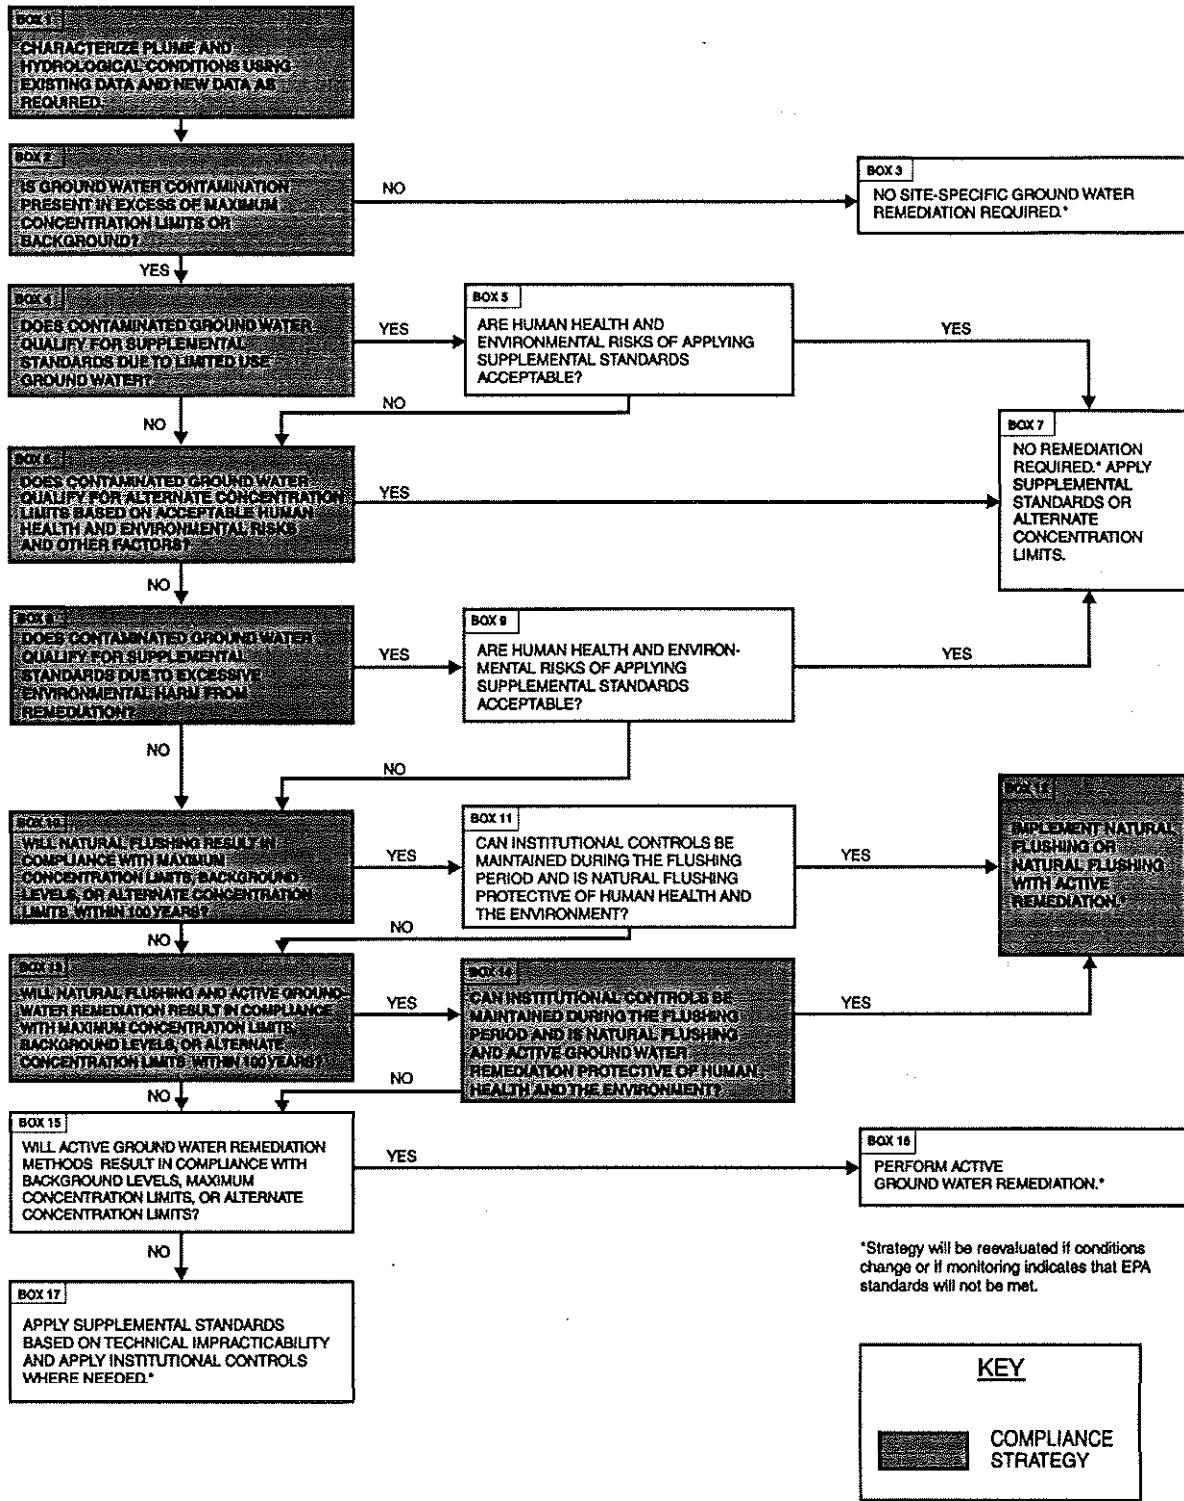 BOX 1
CHARACTERIZE PLUME AND
HYDROLOGICAL CONDITIONS USING
EXISTING DATA AND NEW DATA AS
REQUIRED.
BOX 2
IS GROUND WATER CONTAMINATION
PRESENT IN EXCESS OF MAXIMUM
CONCENTRATION LIMITS OR
BACKGROUND?
NO
BOX 3
NO SITE-SPECIFIC GROUND WATER
REMEDIATION REQUIRED.*
YES
BOX 4
DOES CONTAMINATED GROUND WATER
QUALIFY FOR SUPPLEMENTAL
STANDARDS DUE TO LIMITED USE
GROUND WATER?
YES
BOX 5
ARE HUMAN HEALTH AND
ENVIRONMENTAL RISKS OF APPLYING
SUPPLEMENTAL STANDARDS
ACCEPTABLE?
YES
NO
NO
BOX 6
DOES CONTAMINATED GROUND WATER
QUALIFY FOR ALTERNATE CONCENTRATION
LIMITS BASED ON ACCEPTABLE HUMAN
HEALTH AND ENVIRONMENTAL RISKS
AND OTHER FACTORS?
YES
BOX 7
NO REMEDIATION
REQUIRED.* APPLY
SUPPLEMENTAL
STANDARDS OR
ALTERNATE
CONCENTRATION
LIMITS.
NO
BOX 8
DOES CONTAMINATED GROUND WATER
QUALIFY FOR SUPPLEMENTAL
STANDARDS DUE TO EXCESSIVE
ENVIRONMENTAL HARM FROM
REMEDIATION?
YES
BOX 9
ARE HUMAN HEALTH AND ENVIRON-
MENTAL RISKS OF APPLYING
SUPPLEMENTAL STANDARDS
ACCEPTABLE?
YES
NO
NO
BOX 10
WILL NATURAL FLUSHING RESULT IN
COMPLIANCE WITH MAXIMUM
CONCENTRATION LIMITS, BACKGROUND
LEVELS, OR ALTERNATE CONCENTRATION
LIMITS WITHIN 100 YEARS?
YES
BOX 11
CAN INSTITUTIONAL CONTROLS BE
MAINTAINED DURING THE FLUSHING
PERIOD AND IS NATURAL FLUSHING
PROTECTIVE OF HUMAN HEALTH AND
THE ENVIRONMENT?
YES
BOX 12
IMPLEMENT NATURAL
FLUSHING OR
NATURAL FLUSHING
WITH ACTIVE
REMEDIATION.*
NO
NO
BOX 13
WILL NATURAL FLUSHING AND ACTIVE GROUND-
WATER REMEDIATION RESULT IN COMPLIANCE
WITH MAXIMUM CONCENTRATION LIMITS,
BACKGROUND LEVELS, OR ALTERNATE
CONCENTRATION LIMITS WITHIN 100 YEARS?
YES
BOX 14
CAN INSTITUTIONAL CONTROLS BE
MAINTAINED DURING THE FLUSHING
PERIOD AND IS NATURAL FLUSHING
AND ACTIVE GROUND WATER
REMEDIATION PROTECTIVE OF HUMAN
HEALTH AND THE ENVIRONMENT?
YES
NO
NO
BOX 15
WILL ACTIVE GROUND WATER REMEDIATION
METHODS RESULT IN COMPLIANCE WITH
BACKGROUND LEVELS, MAXIMUM
CONCENTRATION LIMITS, OR ALTERNATE
CONCENTRATION LIMITS?
YES
BOX 16
PERFORM ACTIVE
GROUND WATER REMEDIATION.*
NO
*Strategy will be reevaluated if conditions
change or if monitoring indicates that EPA
standards will not be met.
BOX 17
APPLY SUPPLEMENTAL STANDARDS
BASED ON TECHNICAL IMPRACTICABILITY
AND APPLY INSTITUTIONAL CONTROLS
WHERE NEEDED.*
KEY
COMPLIANCE
STRATEGY